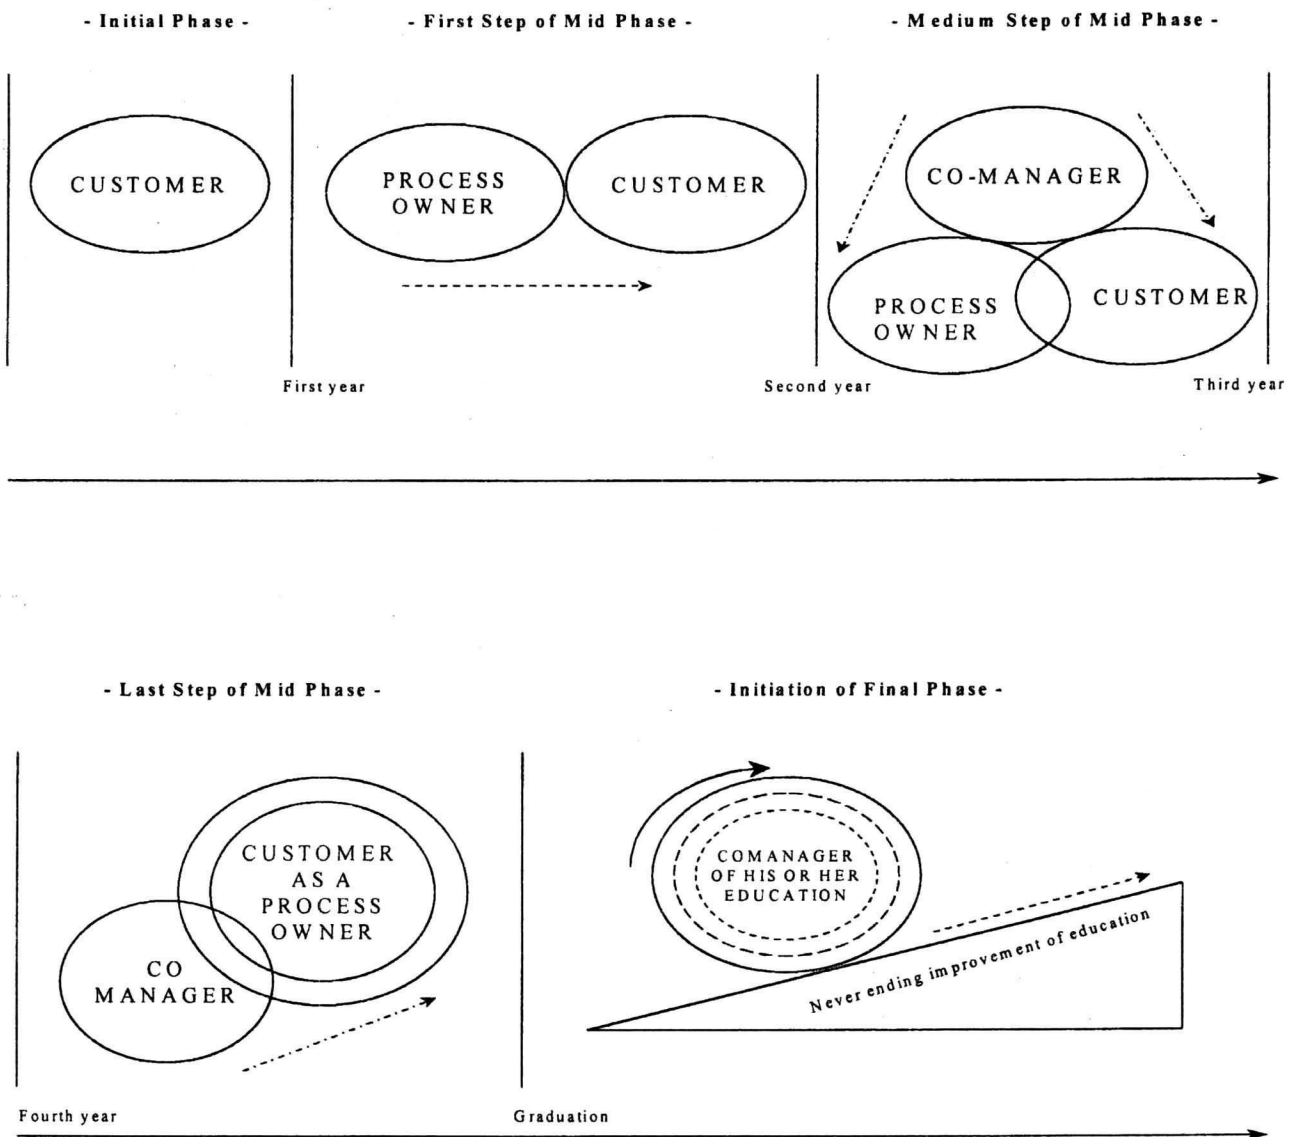 - Initial Phase -
- First Step of Mid Phase -
- Medium Step of Mid Phase -
CUSTOMER
PROCESS
OWNER
CUSTOMER
CO-MANAGER
PROCESS
OWNER
CUSTOMER
First year
Second year
Third year
- Last Step of Mid Phase -
- Initiation of Final Phase -
CUSTOMER
AS A
PROCESS
OWNER
CO
MANAGER
COMANAGER
OF HIS OR HER
EDUCATION
Never ending improvement of education
Fourth year
Graduation